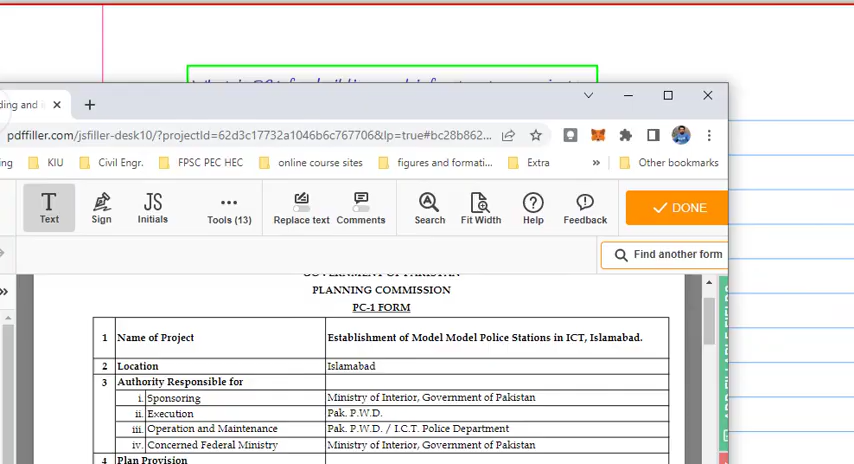 ding and
pdffiller.com/jsfiller-desk10/?projectId=62d3c17732a1046b6c767706&lp=true#bc28b862...
ng KIU Civil Engr. FPSC PEC HEC online course sites figures and formati... Extra » Other bookmarks
Text Sign JS Initials Tools (13) Replace text Comments Search Fit Width Help Feedback DONE
Find another form
GOVERNMENT OF PAKISTAN
PLANNING COMMISSION
PC-1 FORM
1 Name of Project Establishment of Model Model Police Stations in ICT, Islamabad.
2 Location Islamabad
3 Authority Responsible for
i. Sponsoring Ministry of Interior, Government of Pakistan
ii. Execution Pak. P.W.D.
iii. Operation and Maintenance Pak. P.W.D. / I.C.T. Police Department
iv. Concerned Federal Ministry Ministry of Interior, Government of Pakistan
4 Plan Provision